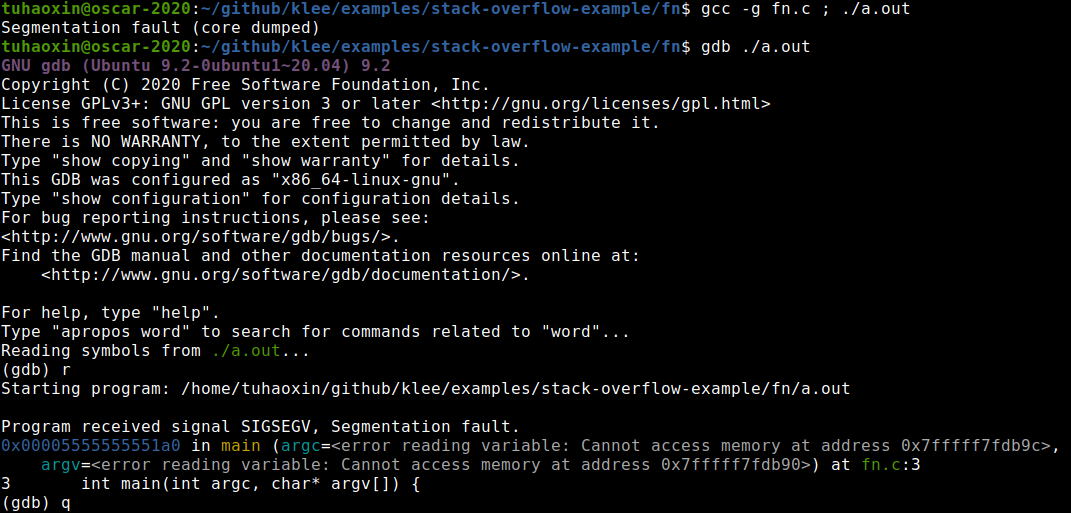 tuhaoxin@oscar-2020:~/github/klee/examples/stack-overflow-example/fn$ gcc -g fn.c ; ./a.out
Segmentation fault (core dumped)
tuhaoxin@oscar-2020:~/github/klee/examples/stack-overflow-example/fn$ gdb ./a.out
GNU gdb (Ubuntu 9.2-0ubuntu1~20.04) 9.2
Copyright (C) 2020 Free Software Foundation, Inc.
License GPLv3+: GNU GPL version 3 or later <http://gnu.org/licenses/gpl.html>
This is free software: you are free to change and redistribute it.
There is NO WARRANTY, to the extent permitted by law.
Type "show copying" and "show warranty" for details.
This GDB was configured as "x86_64-linux-gnu".
Type "show configuration" for configuration details.
For bug reporting instructions, please see:
<http://www.gnu.org/software/gdb/bugs/>.
Find the GDB manual and other documentation resources online at:
    <http://www.gnu.org/software/gdb/documentation/>.

For help, type "help".
Type "apropos word" to search for commands related to "word"...
Reading symbols from ./a.out...
(gdb) r
Starting program: /home/tuhaoxin/github/klee/examples/stack-overflow-example/fn/a.out

Program received signal SIGSEGV, Segmentation fault.
0x00005555555551a0 in main (argc=<error reading variable: Cannot access memory at address 0x7fffff7fdb9c>,
    argv=<error reading variable: Cannot access memory at address 0x7fffff7fdb90>) at fn.c:3
3       int main(int argc, char* argv[]) {
(gdb) q